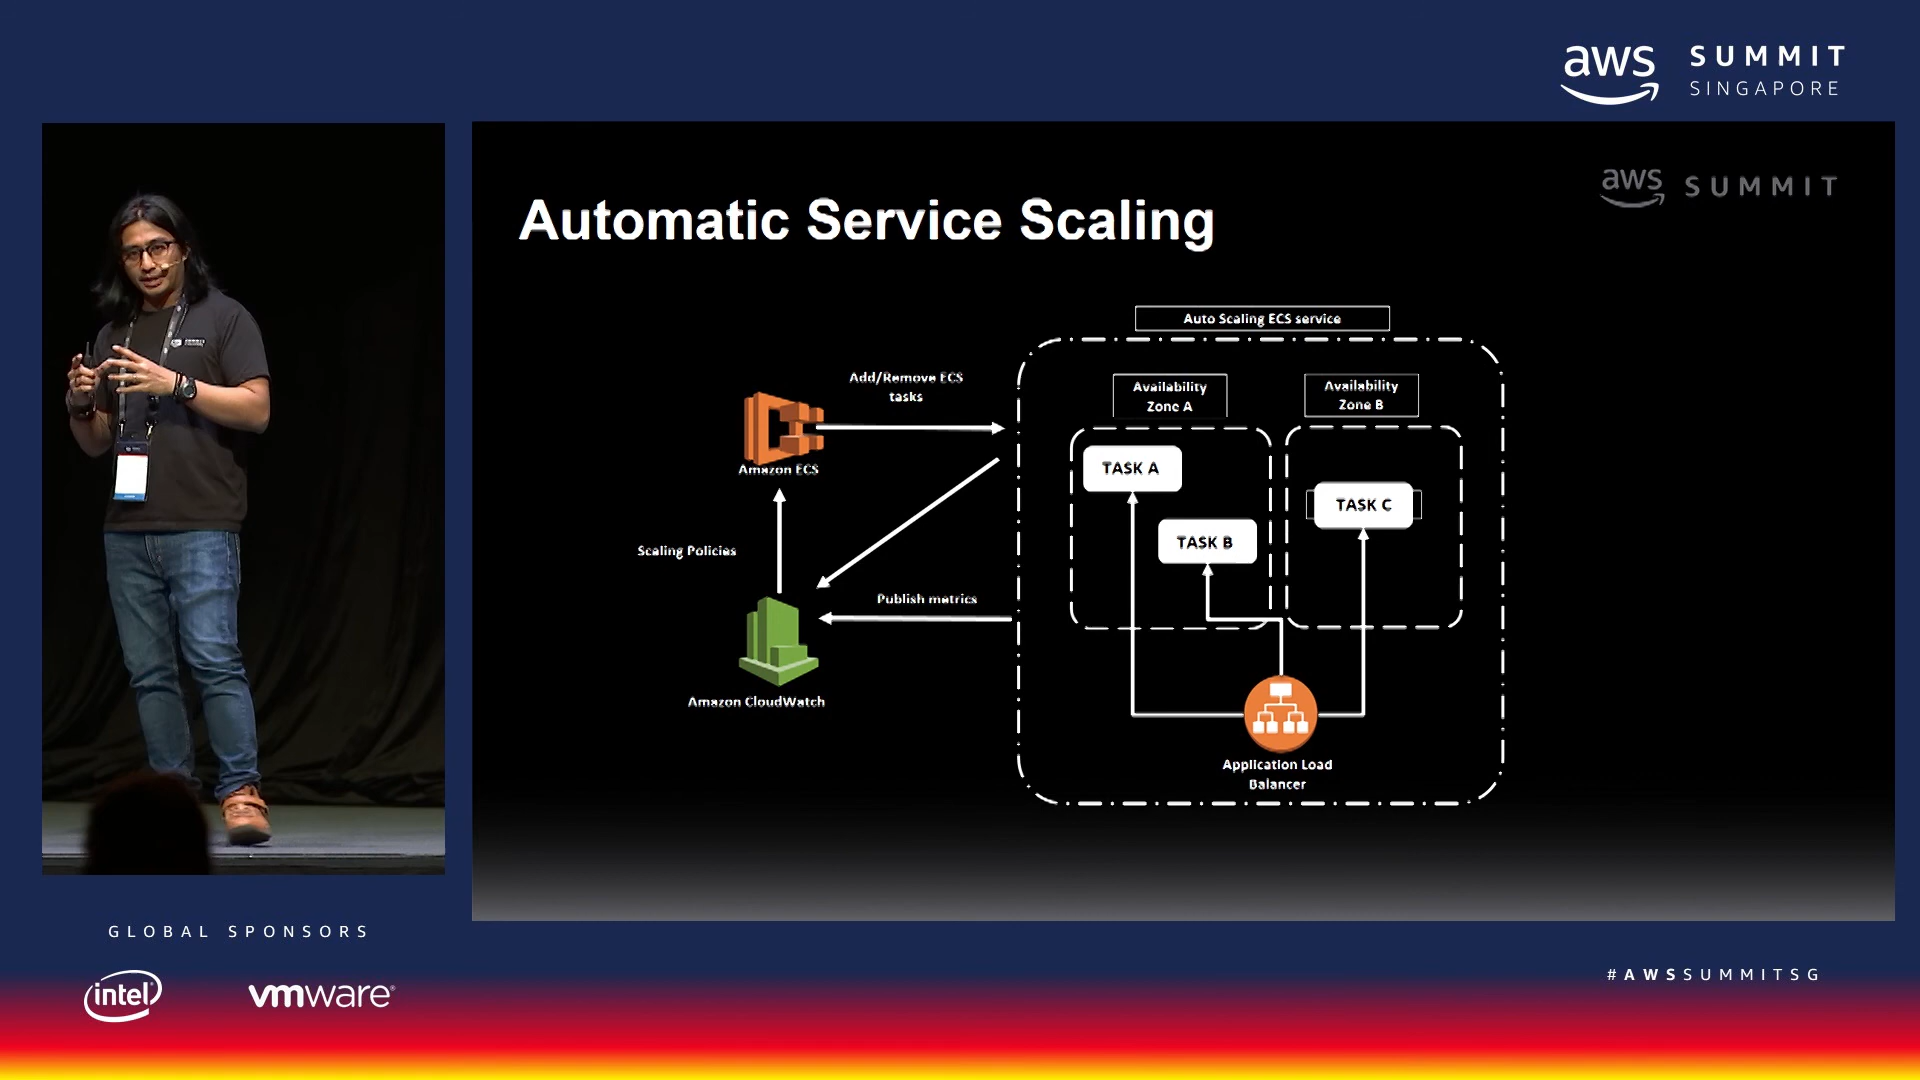 aws SUMMIT
SINGAPORE
aws SUMMIT
Automatic Service Scaling
Auto Scaling ECS service
Add/Remove ECS
tasks
Availability
Zone A
Availability
Zone B
Amazon ECS
TASK A
TASK C
TASK B
Scaling Policies
Publish metrics
Amazon CloudWatch
Application Load
Balancer
GLOBAL SPONSORS
intel
vmware®
#AWSSUMMITSG